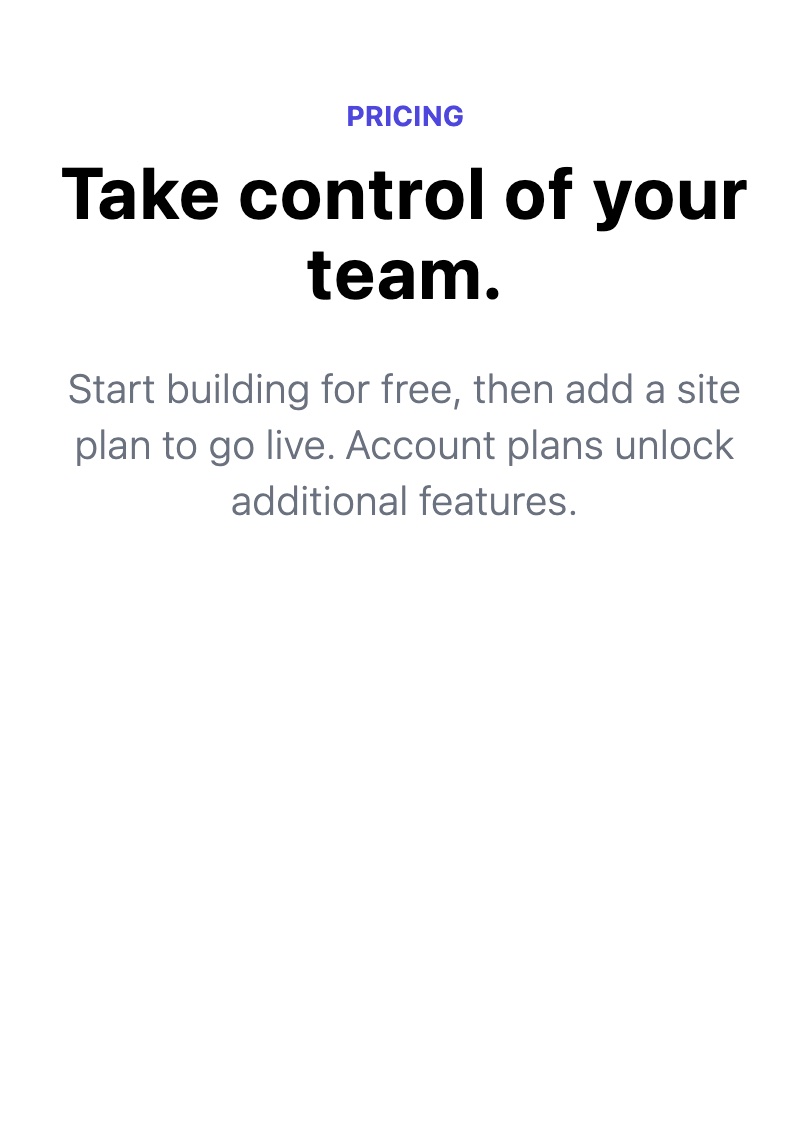 PRICING
Take control of your
team.
Start building for free, then add a site
plan to go live. Account plans unlock
additional features.